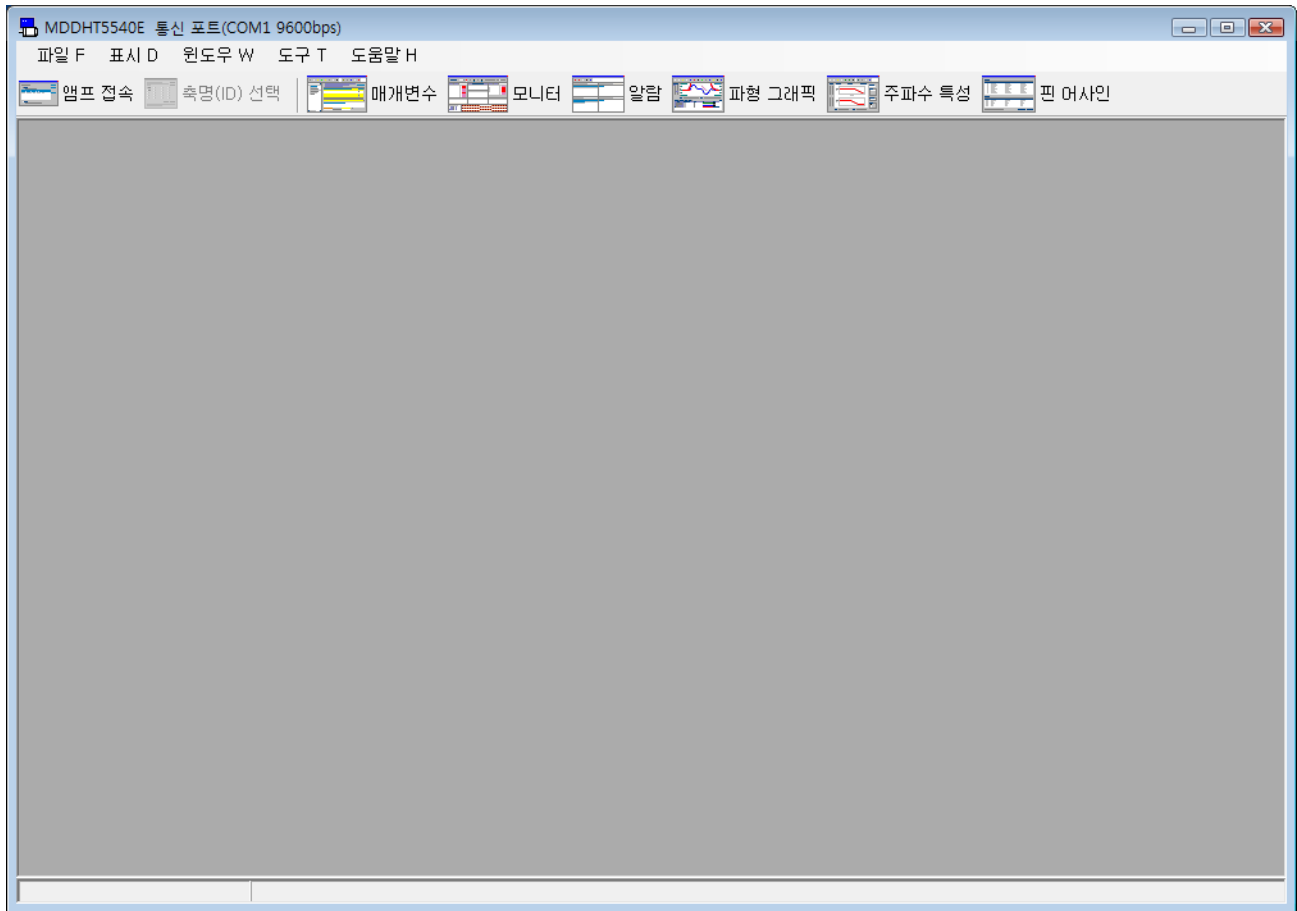 MDDHT5540E 통신 포트(COM1 9600bps)
파일 F 표시 D 윈도우 W 도구 T 도움말 H
앰프 접속 축명(ID) 선택 매개변수 모니터 알람 파형 그래픽 주파수 특성 핀 어사인